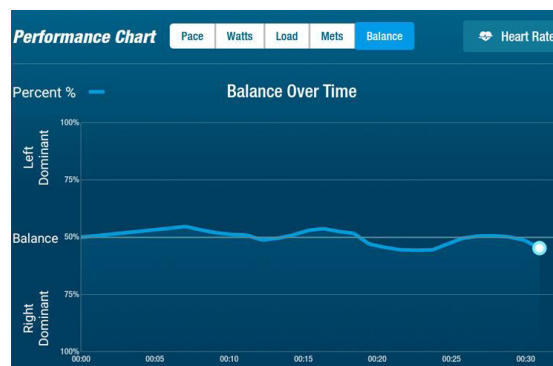 Performance Chart
Pace
Watts
Load
Mets
Balance
Heart Rate
Percent %
Balance Over Time
100%
Left
Dominant
75%
Balance
50%
75%
Right
Dominant
100%
00:00
00:05
00:10
00:15
00:20
00:25
00:30